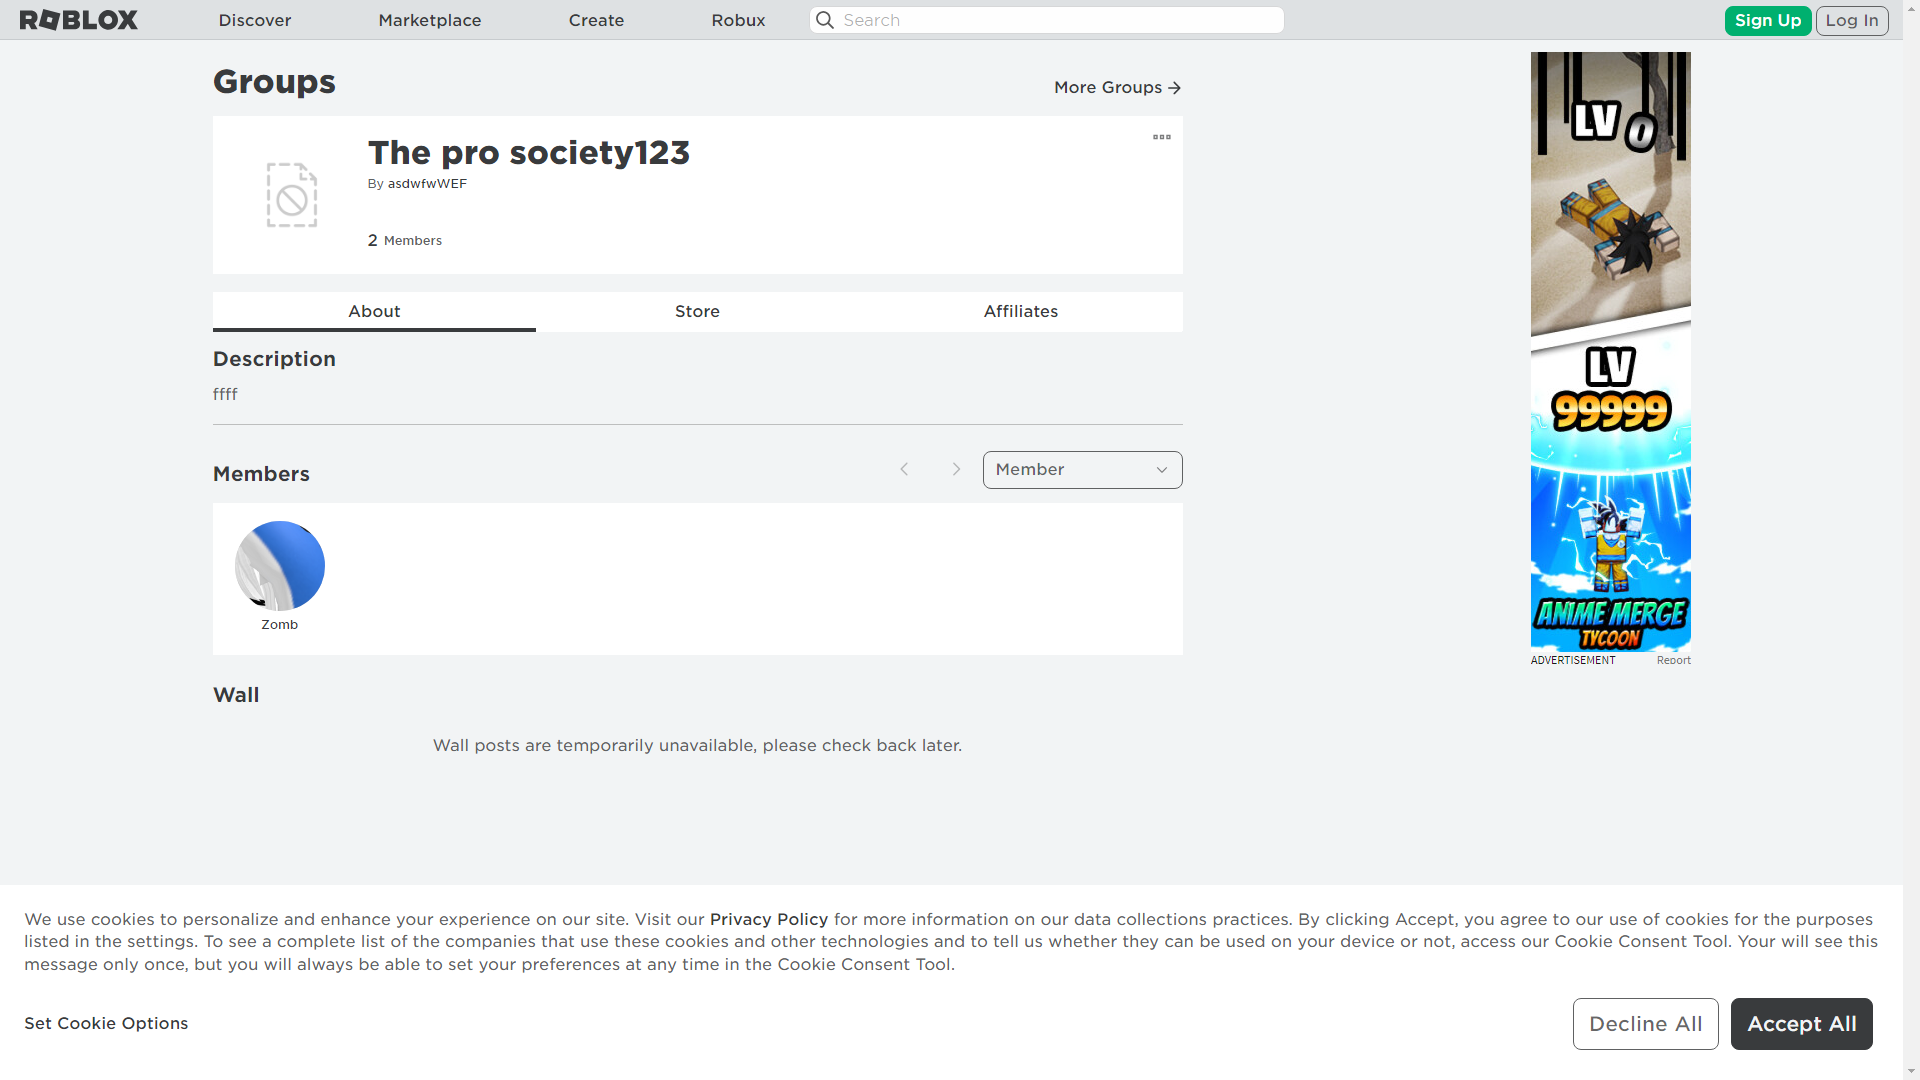 ROBLOX
Discover
Marketplace
Create
Robux
Search
Sign Up
Log In
Groups
More Groups
The pro society123
By asdwfwWEF
2 Members
About
Store
Affiliates
Description
ffff
Members
Member
Zomb
Wall
Wall posts are temporarily unavailable, please check back later.
LV 0
LV
99999
ANIME MERGE
TYCOON
ADVERTISEMENT
Report
We use cookies to personalize and enhance your experience on our site. Visit our Privacy Policy for more information on our data collections practices. By clicking Accept, you agree to our use of cookies for the purposes
listed in the settings. To see a complete list of the companies that use these cookies and other technologies and to tell us whether they can be used on your device or not, access our Cookie Consent Tool. Your will see this
message only once, but you will always be able to set your preferences at any time in the Cookie Consent Tool.
Set Cookie Options
Decline All
Accept All